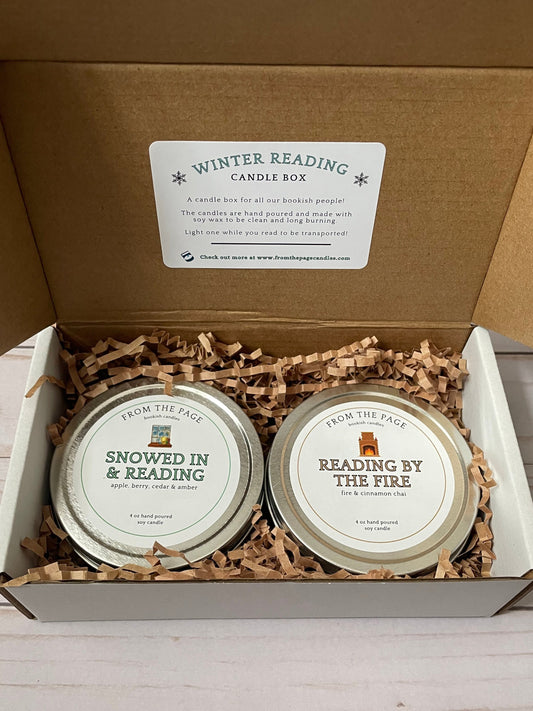 WINTER READING
CANDLE BOX
A candle box for all our bookish people!
The candles are hand poured and made with
soy wax to be clean and long burning.
Light one while you read to be transported!
Check out more at www.fromthepagecandles.com
FROM THE PAGE
bookish candles
SNOWED IN
& READING
apple, berry, cedar & amber
4 oz hand poured
soy candle
FROM THE PAGE
bookish candles
READING BY
THE FIRE
fire & cinnamon chai
4 oz hand poured
soy candle